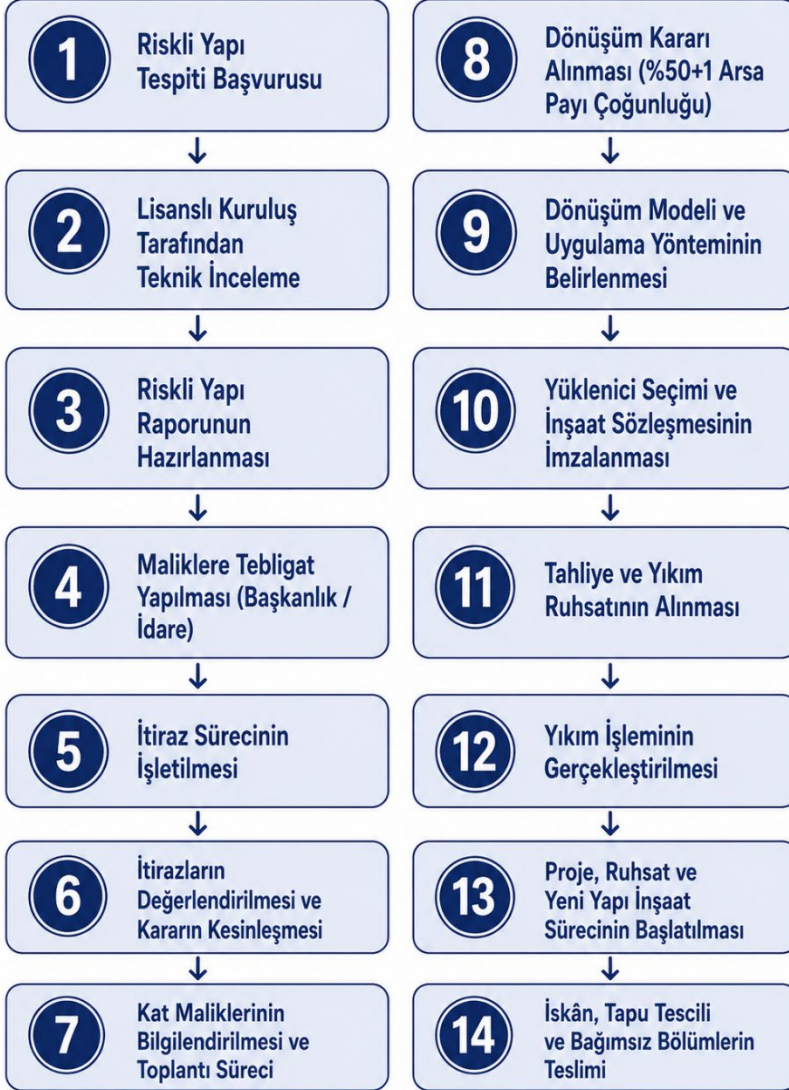 1
Riskli Yapı
Tespiti Başvurusu
2
Lisanslı Kuruluş
Tarafından
Teknik İnceleme
3
Riskli Yapı
Raporunun
Hazırlanması
4
Maliklere Tebligat
Yapılması (Başkanlık /
İdare)
5
İtiraz Sürecinin
İşletilmesi
6
İtirazların
Değerlendirilmesi ve
Kararın Kesinleşmesi
7
Kat Maliklerinin
Bilgilendirilmesi ve
Toplantı Süreci
8
Dönüşüm Kararı
Alınması (%50+1 Arsa
Payı Çoğunluğu)
9
Dönüşüm Modeli ve
Uygulama Yönteminin
Belirlenmesi
10
Yüklenici Seçimi ve
İnşaat Sözleşmesinin
İmzalanması
11
Tahliye ve Yıkım
Ruhsatının Alınması
12
Yıkım İşleminin
Gerçekleştirilmesi
13
Proje, Ruhsat ve
Yeni Yapı İnşaat
Sürecinin Başlatılması
14
İskân, Tapu Tescili
ve Bağımsız Bölümlerin
Teslimi